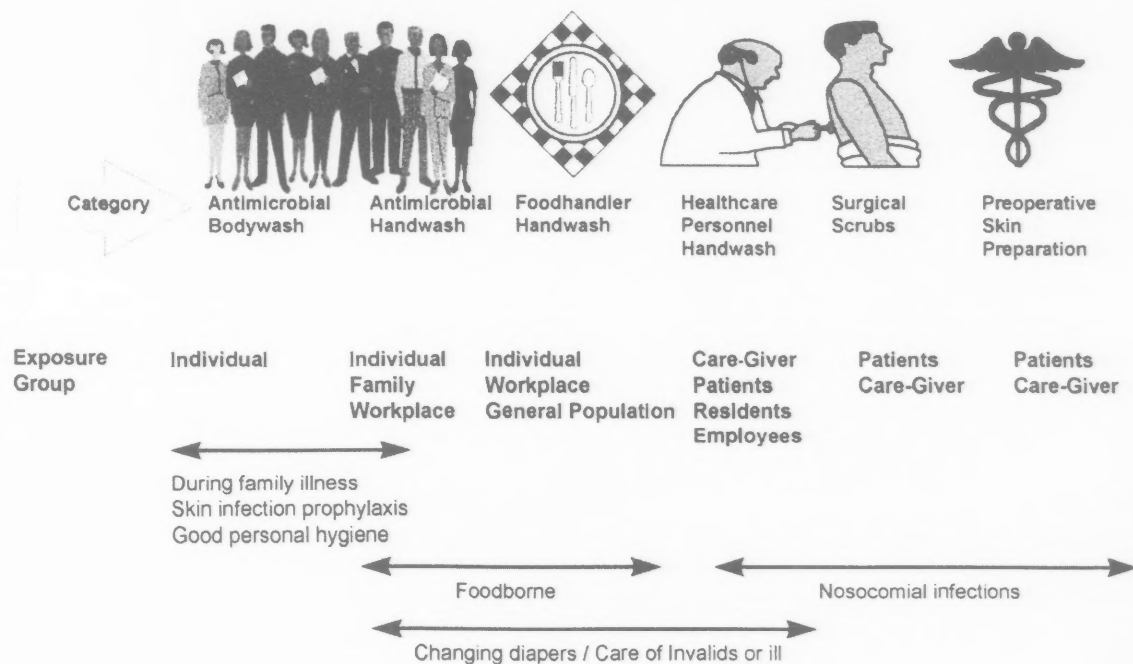 Category
Antimicrobial
Bodywash
Antimicrobial
Handwash
Foodhandler
Handwash
Healthcare
Personnel
Handwash
Surgical
Scrubs
Preoperative
Skin
Preparation
Exposure
Group
Individual
Individual
Family
Workplace
Individual
Workplace
General Population
Care-Giver
Patients
Residents
Employees
Patients
Care-Giver
Patients
Care-Giver
During family illness
Skin infection prophylaxis
Good personal hygiene
Foodborne
Nosocomial infections
Changing diapers / Care of Invalids or ill